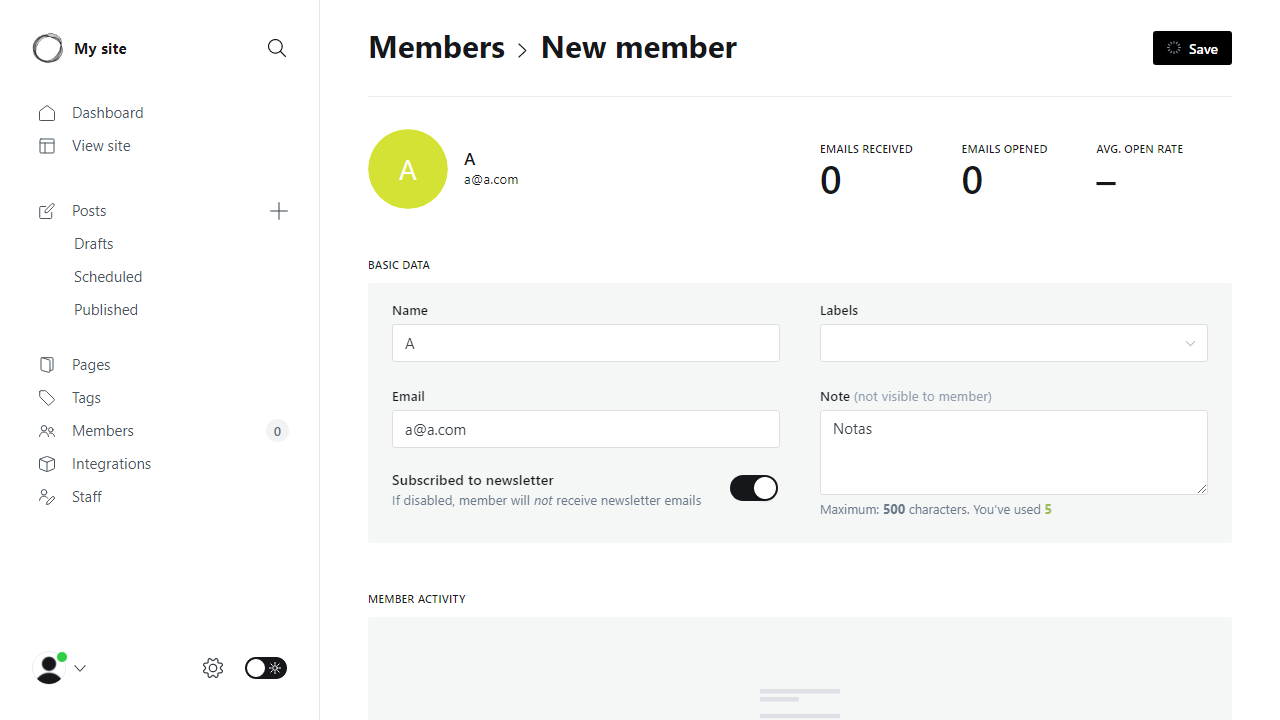 My site
Dashboard
View site
Posts
Drafts
Scheduled
Published
Pages
Tags
Members 0
Integrations
Staff
Members > New member
Save
A
A
a@a.com
EMAILS RECEIVED
0
EMAILS OPENED
0
AVG. OPEN RATE
–
BASIC DATA
Name
A
Email
a@a.com
Subscribed to newsletter
If disabled, member will not receive newsletter emails
Labels
Note (not visible to member)
Notas
Maximum: 500 characters. You've used 5
MEMBER ACTIVITY